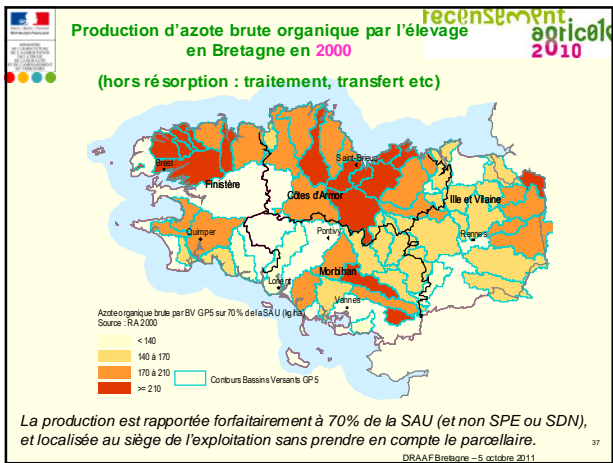 recensement
agricole
2010
Production d'azote brute organique par l'élevage
en Bretagne en 2000
(hors résorption : traitement, transfert etc)
Brest
Saint-Brieuc
Finistère
Côtes d'Armor
Ille et Vilaine
Quimper
Pontivy
Rennes
Lorient
Morbihan
Vannes
Azote organique brute par BV GP5 sur 70% de la SAU (kg/ha)
Source : RA 2000
< 140
140 à 170
170 à 210
>= 210
Contours Bassins Versants GP5
La production est rapportée forfaitairement à 70% de la SAU (et non SPE ou SDN),
et localisée au siège de l'exploitation sans prendre en compte le parcellaire.
37
DRAAF Bretagne – 5 octobre 2011